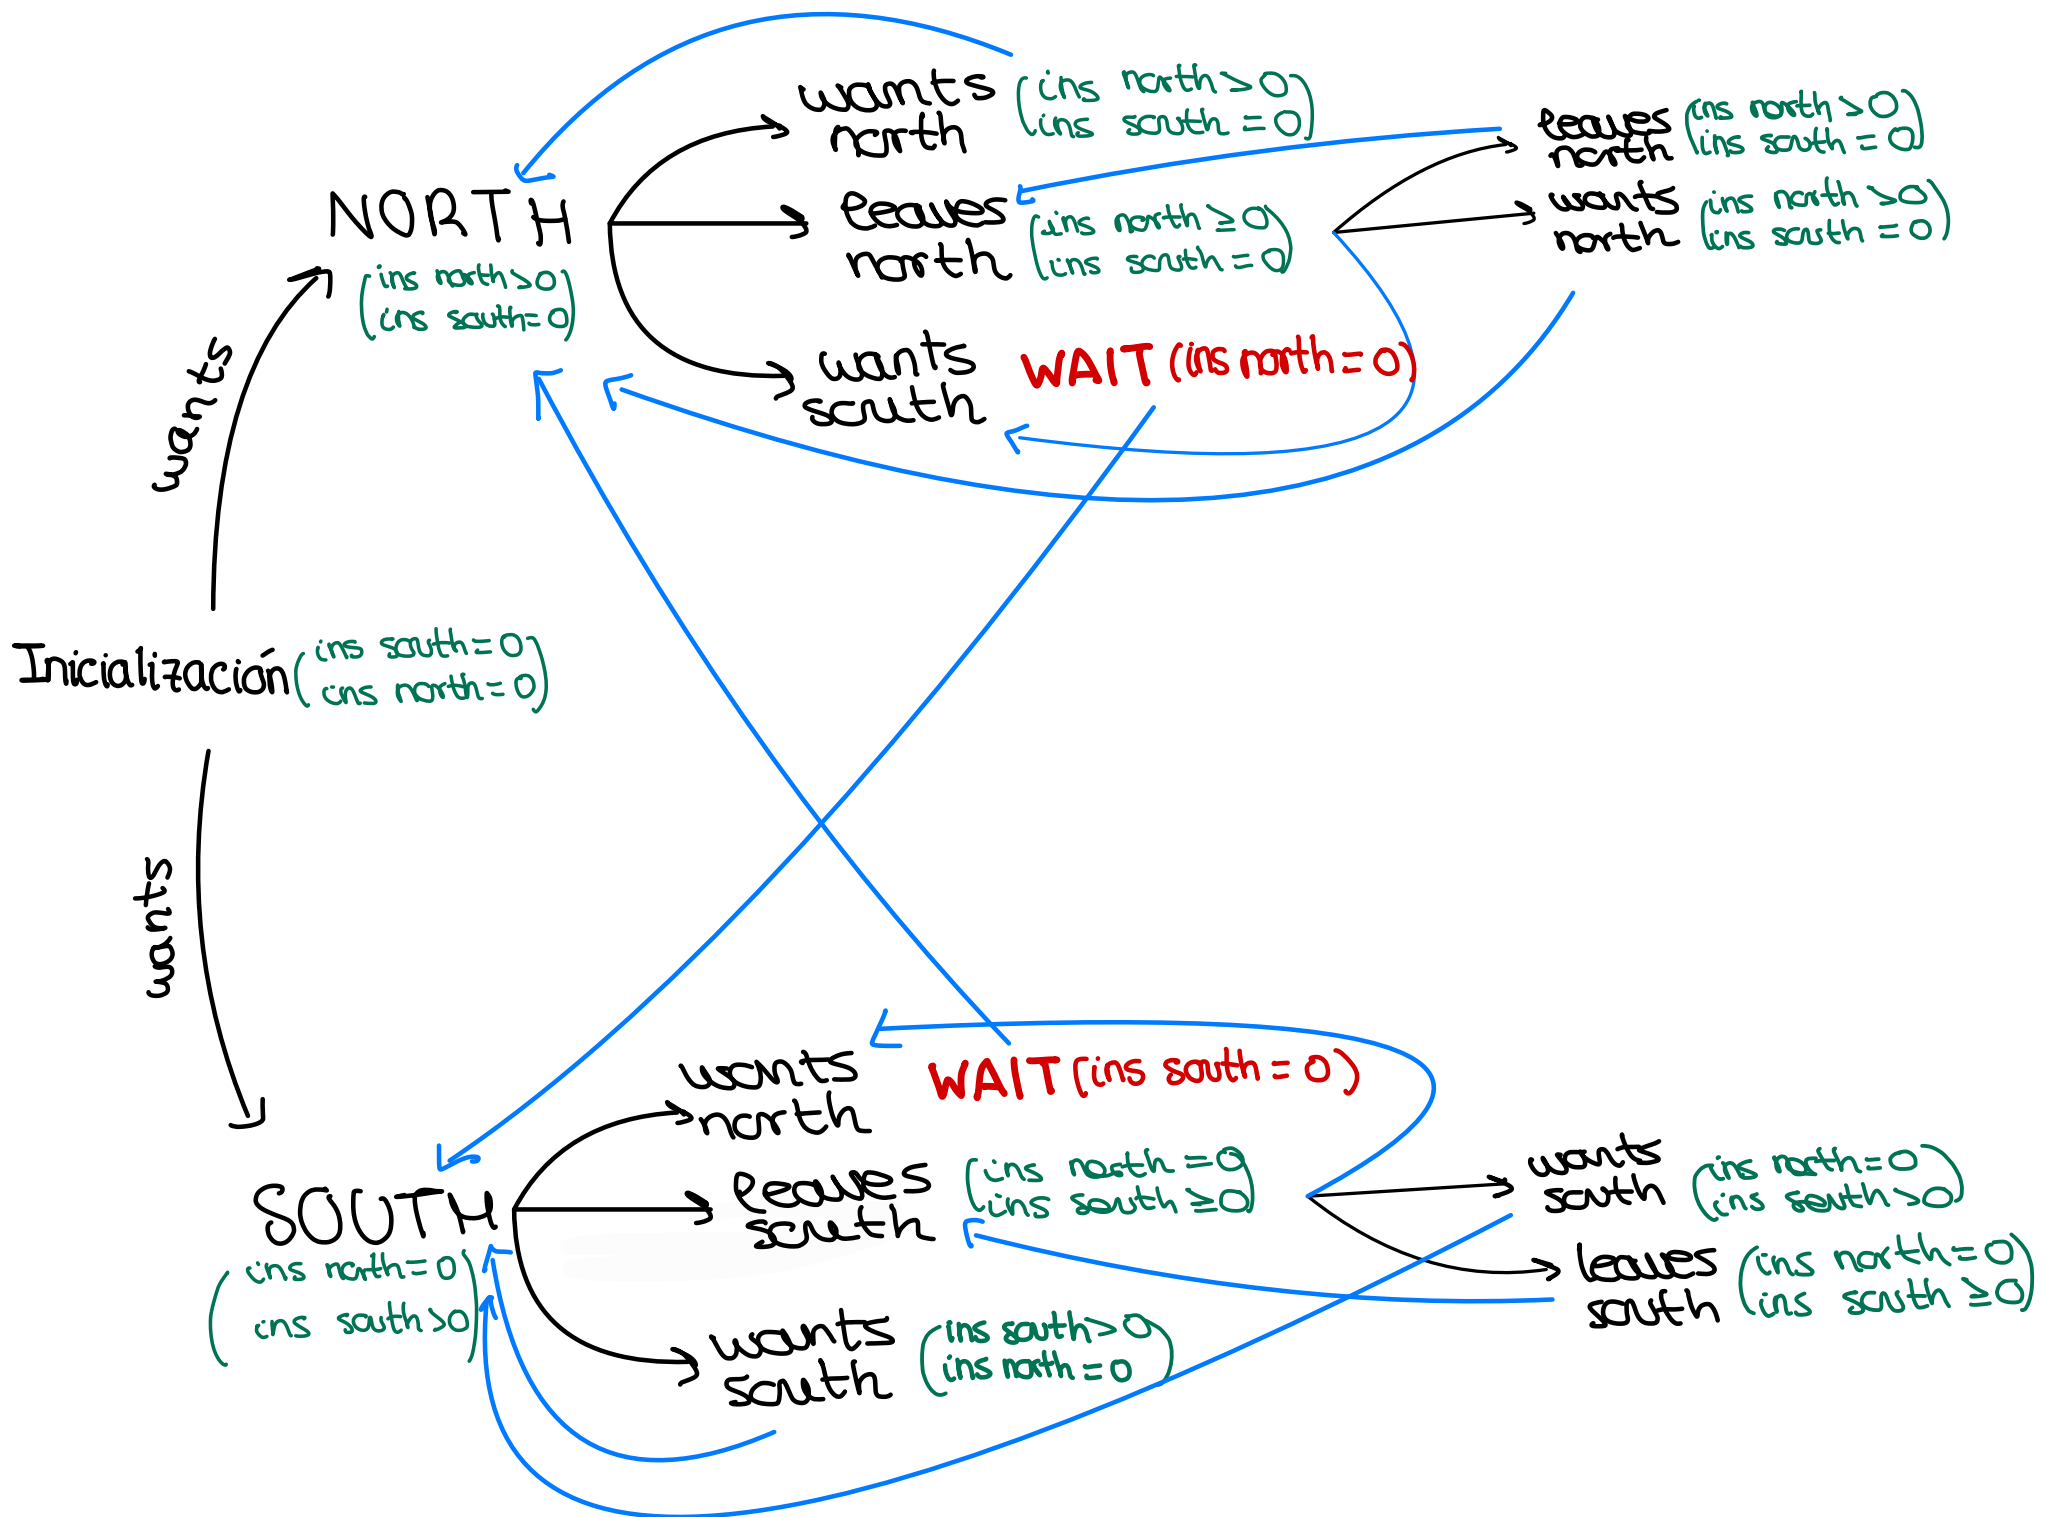 wants
north
(ins north > 0
ins south = 0)
leaves
north
(ins north > 0
ins south = 0)
NORTH
(ins north > 0
ins south = 0)
leaves
north
(ins north ≥ 0
ins south = 0)
wants
north
(ins north > 0
ins south = 0)
wants
south
WAIT (ins north = 0)
wants
Inicialización
(ins south = 0
ins north = 0)
wants
wants
north
WAIT (ins south = 0)
SOUTH
(ins north = 0
ins south > 0)
leaves
south
(ins north = 0
ins south ≥ 0)
wants
south
(ins north = 0
ins south > 0)
leaves
south
(ins north = 0
ins south ≥ 0)
wants
south
(ins south > 0
ins north = 0)